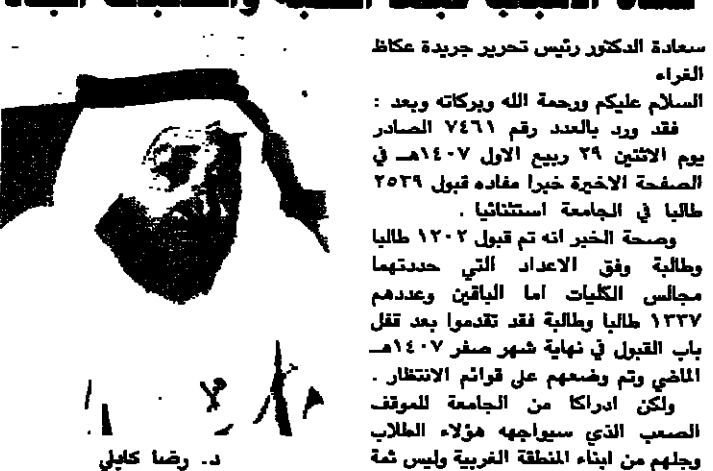 سعادة الدكتور رئيس تحرير جريدة عكاظ
الغراء
السلام عليكم ورحمة الله وبركاته وبعد :
فقد ورد بالعدد رقم ٧٤٦١ الصادر
يوم الاثنين ٢٩ ربيع الاول ١٤٠٧هـ في
الصفحة الاخيرة خبرا مفاده قبول ٢٥٣٩
طالبا في الجامعة استثنائيا .
وصحة الخبر انه تم قبول ١٢٠٢ طالبا
وطالبة وفق الاعداد التي حددتهما
مجالس الكليات اما الباقين وعددهم
١٣٣٧ طالبا وطالبة فقد تقدموا بعد قفل
باب القبول في نهاية شهر صفر ١٤٠٧هـ
الماضي وتم وضعهم على قوائم الانتظار .
ولكن ادراكا من الجامعة للموقف
الصعب الذي سيواجهه هؤلاء الطلاب
وجلهم من ابناء المنطقة الغربية وليس ثمة
د. رضا كابلي